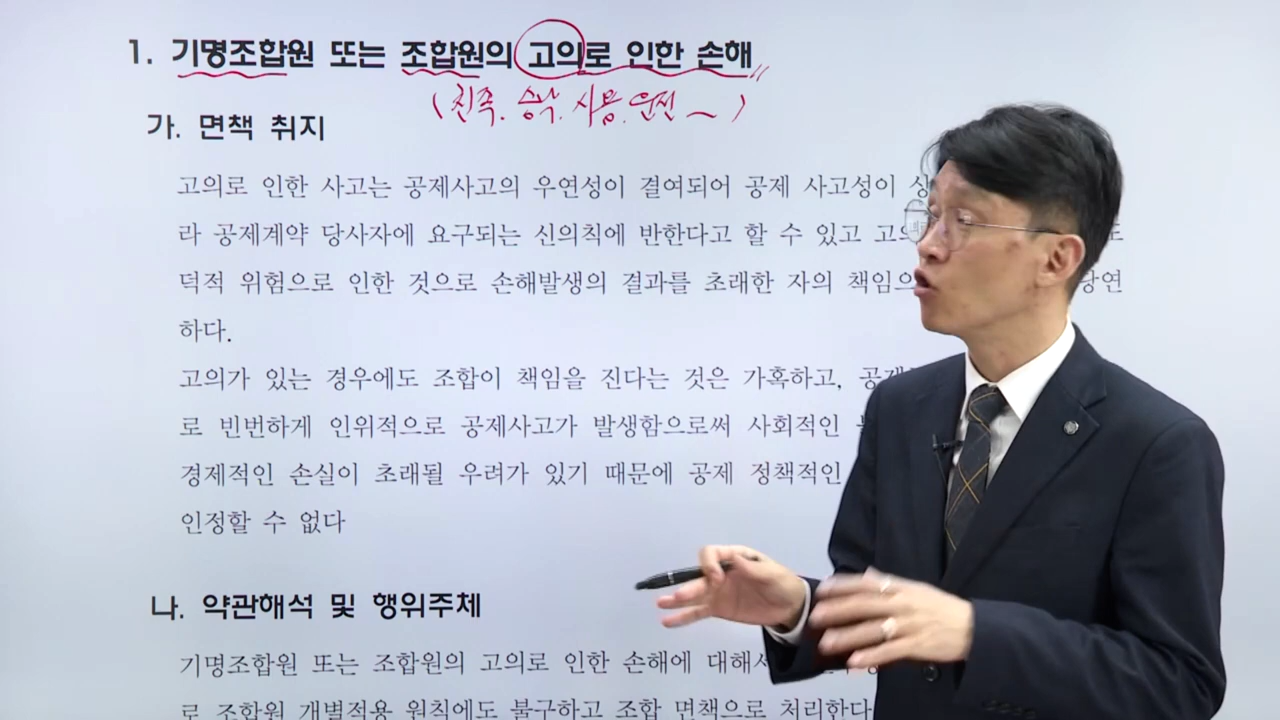 1. 기명조합원 또는 조합원의 고의로 인한 손해
(친족. 승낙. 사용. 운전 ~)
가. 면책 취지
고의로 인한 사고는 공제사고의 우연성이 결여되어 공제 사고성이
라 공제계약 당사자에 요구되는 신의칙에 반한다고 할 수 있고
덕적 위험으로 인한 것으로 손해발생의 결과를 초래한 자의 책임으 당연
하다.
고의가 있는 경우에도 조합이 책임을 진다는 것은 가혹하고,
로 빈번하게 인위적으로 공제사고가 발생함으로써 사회적인
경제적인 손실이 초래될 우려가 있기 때문에 공제 정책적인
인정할 수 없다
나. 약관해석 및 행위주체
기명조합원 또는 조합원의 고의로 인한 손해에 대해서
로 조합원 개별적용 원칙에도 불구하고 조합 면책으로 처리한다